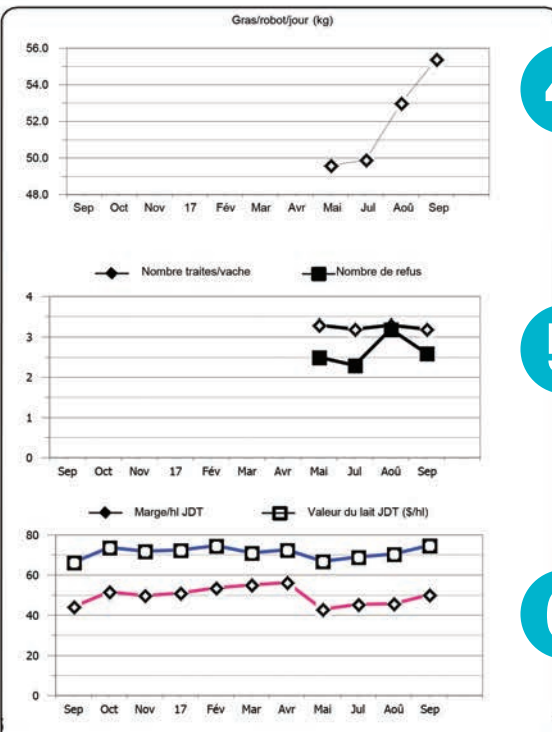 Gras/robot/jour (kg)
56.0
54.0
52.0
50.0
48.0
Sep Oct Nov 17 Fév Mar Avr Mai Jul Aoû Sep
Nombre traites/vache Nombre de refus
4
3
2
1
0
Sep Oct Nov 17 Fév Mar Avr Mai Jul Aoû Sep
Marge/hl JDT Valeur du lait JDT ($/hl)
80
60
40
20
0
Sep Oct Nov 17 Fév Mar Avr Mai Jul Aoû Sep